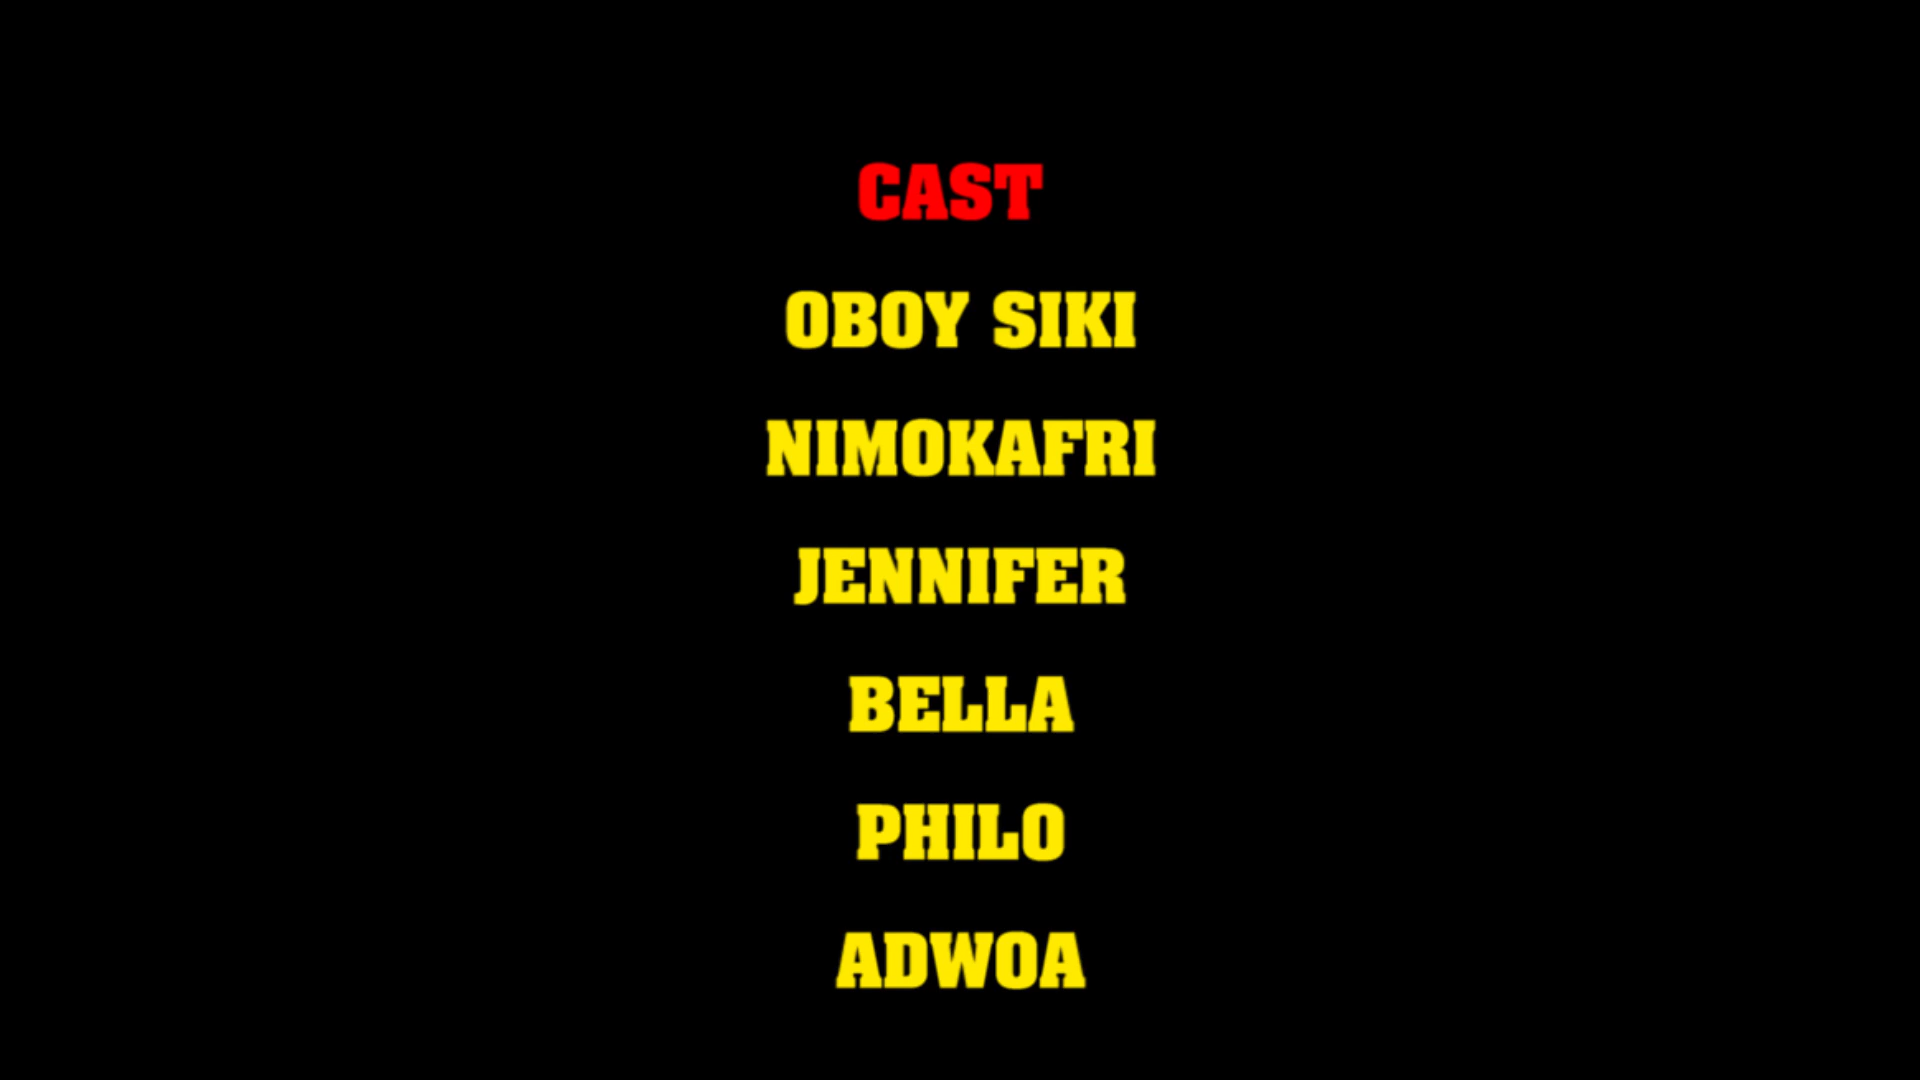 CAST
OBOY SIKI
NIMOKAFRI
JENNIFER
BELLA
PHILO
ADWOA